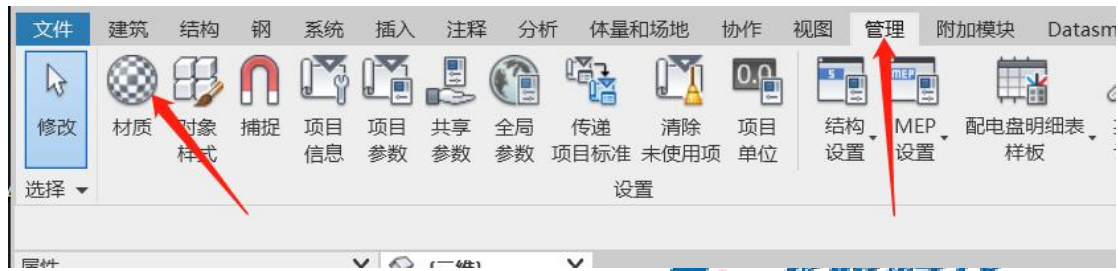 文件 建筑 结构 钢 系统 插入 注释 分析 体量和场地 协作 视图 管理 附加模块 Datasm
修改 材质 对象 捕捉 项目 项目 共享 全局 传递 清除 项目 结构 MEP 配电盘明细表
样式 信息 参数 参数 参数 项目标准 未使用项 单位 设置 设置 样板
选择 设置
属性